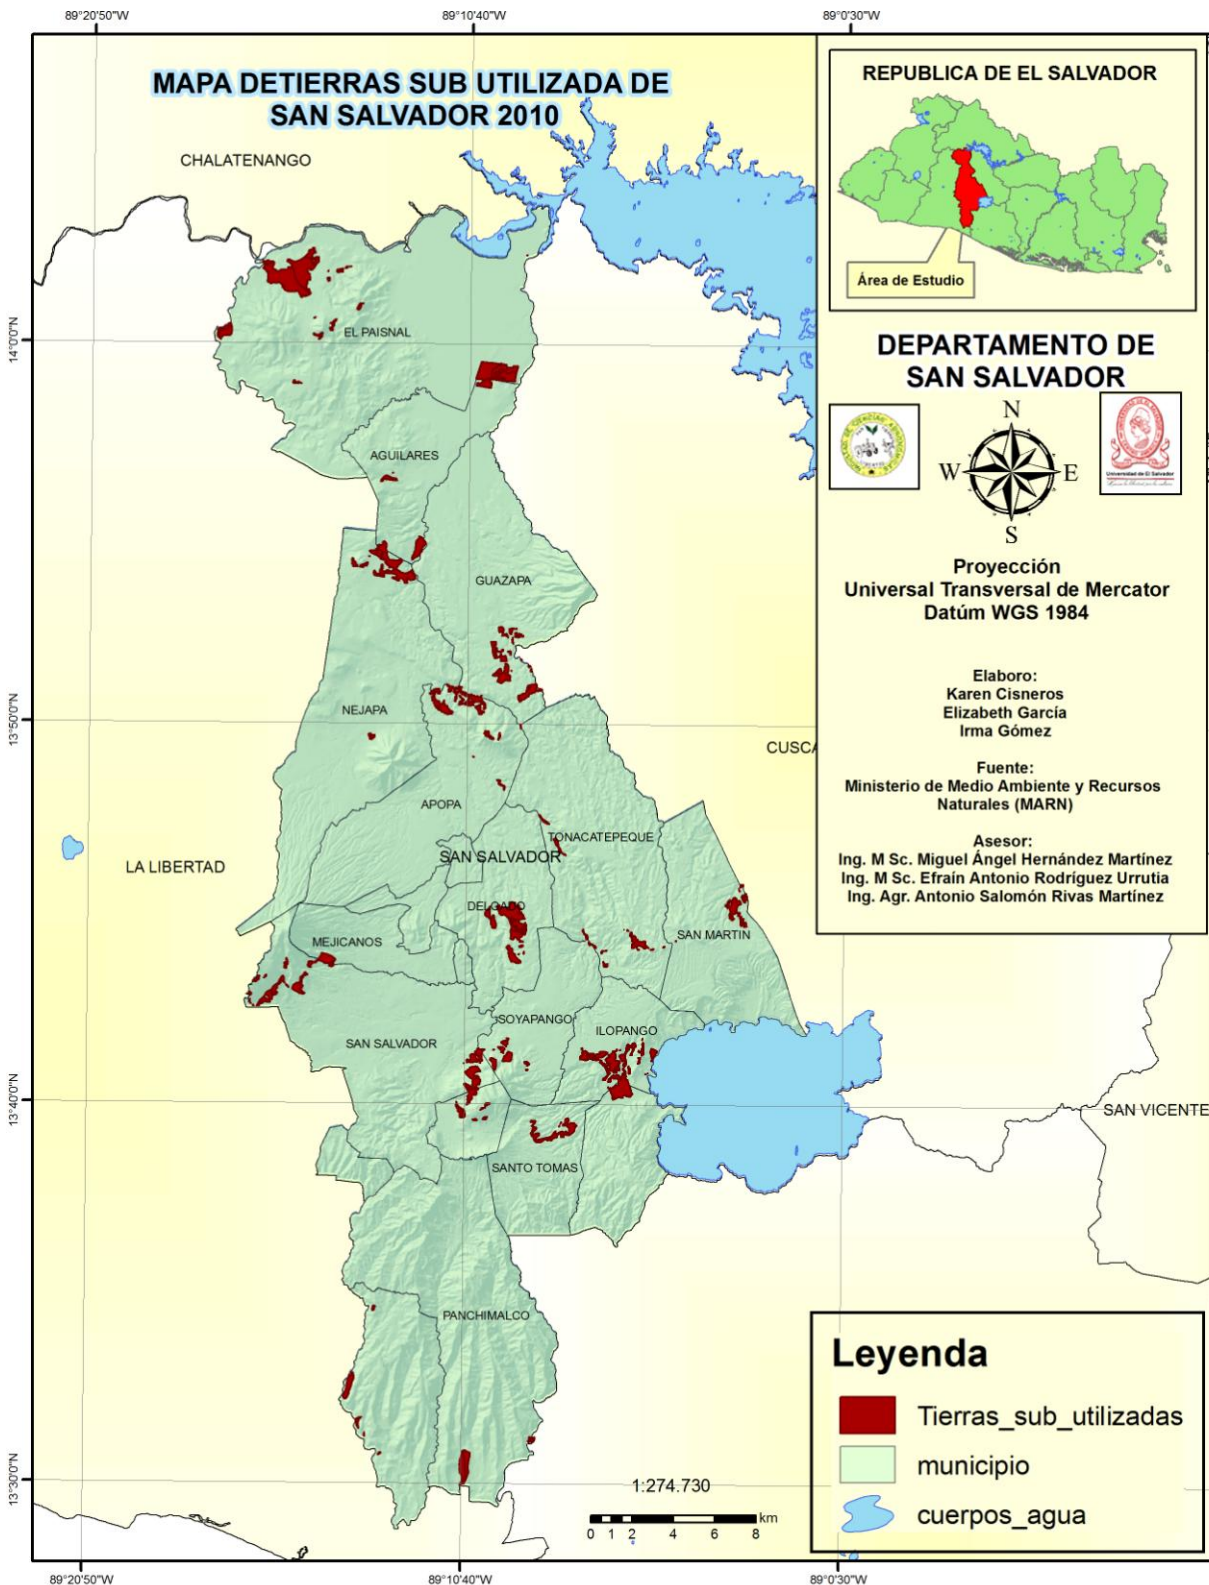 89°20'50"W
89°10'40"W
89°0'30"W
MAPA DETIERRAS SUB UTILIZADA DE
SAN SALVADOR 2010
REPUBLICA DE EL SALVADOR
Área de Estudio
CHALATENANGO
14°0'0"N
EL PAISNAL
DEPARTAMENTO DE
SAN SALVADOR
N
W
E
S
Universidad de El Salvador
AGUILARES
GUAZAPA
Proyección
Universal Transversal de Mercator
Datúm WGS 1984
Elaboro:
Karen Cisneros
Elizabeth García
Irma Gómez
NEJAPA
13°50'0"N
CUSCA
Fuente:
Ministerio de Medio Ambiente y Recursos
Naturales (MARN)
APOPA
TONACATEPEQUE
SAN SALVADOR
LA LIBERTAD
Asesor:
Ing. M Sc. Miguel Ángel Hernández Martínez
Ing. M Sc. Efraín Antonio Rodríguez Urrutia
Ing. Agr. Antonio Salomón Rivas Martínez
DELGADO
MEJICANOS
SAN MARTIN
SOYAPANGO
ILOPANGO
SAN SALVADOR
13°40'0"N
SAN VICENTE
SANTO TOMAS
PANCHIMALCO
Leyenda
Tierras_sub_utilizadas
municipio
cuerpos_agua
13°30'0"N
1:274.730
km
0 1 2 4 6 8
89°20'50"W
89°10'40"W
89°0'30"W